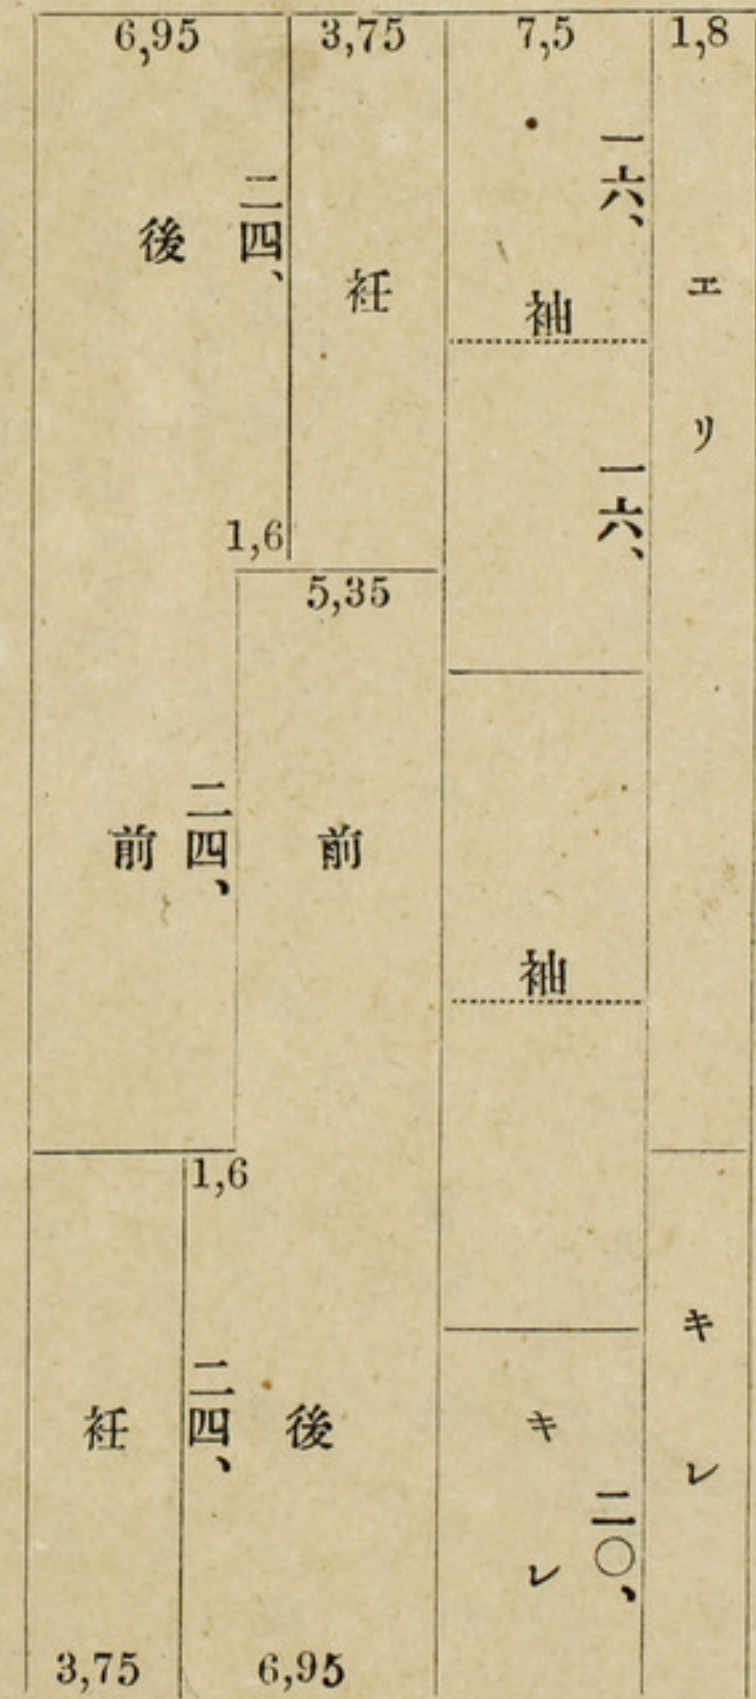 6,95
3,75
7,5
1,8
後
二四、
衽
一六、
袖
エリ
1,6
一六、
5,35
前
二四、
前
袖
1,6
衽
二四、
後
キレ
二〇、
キレ
3,75
6,95